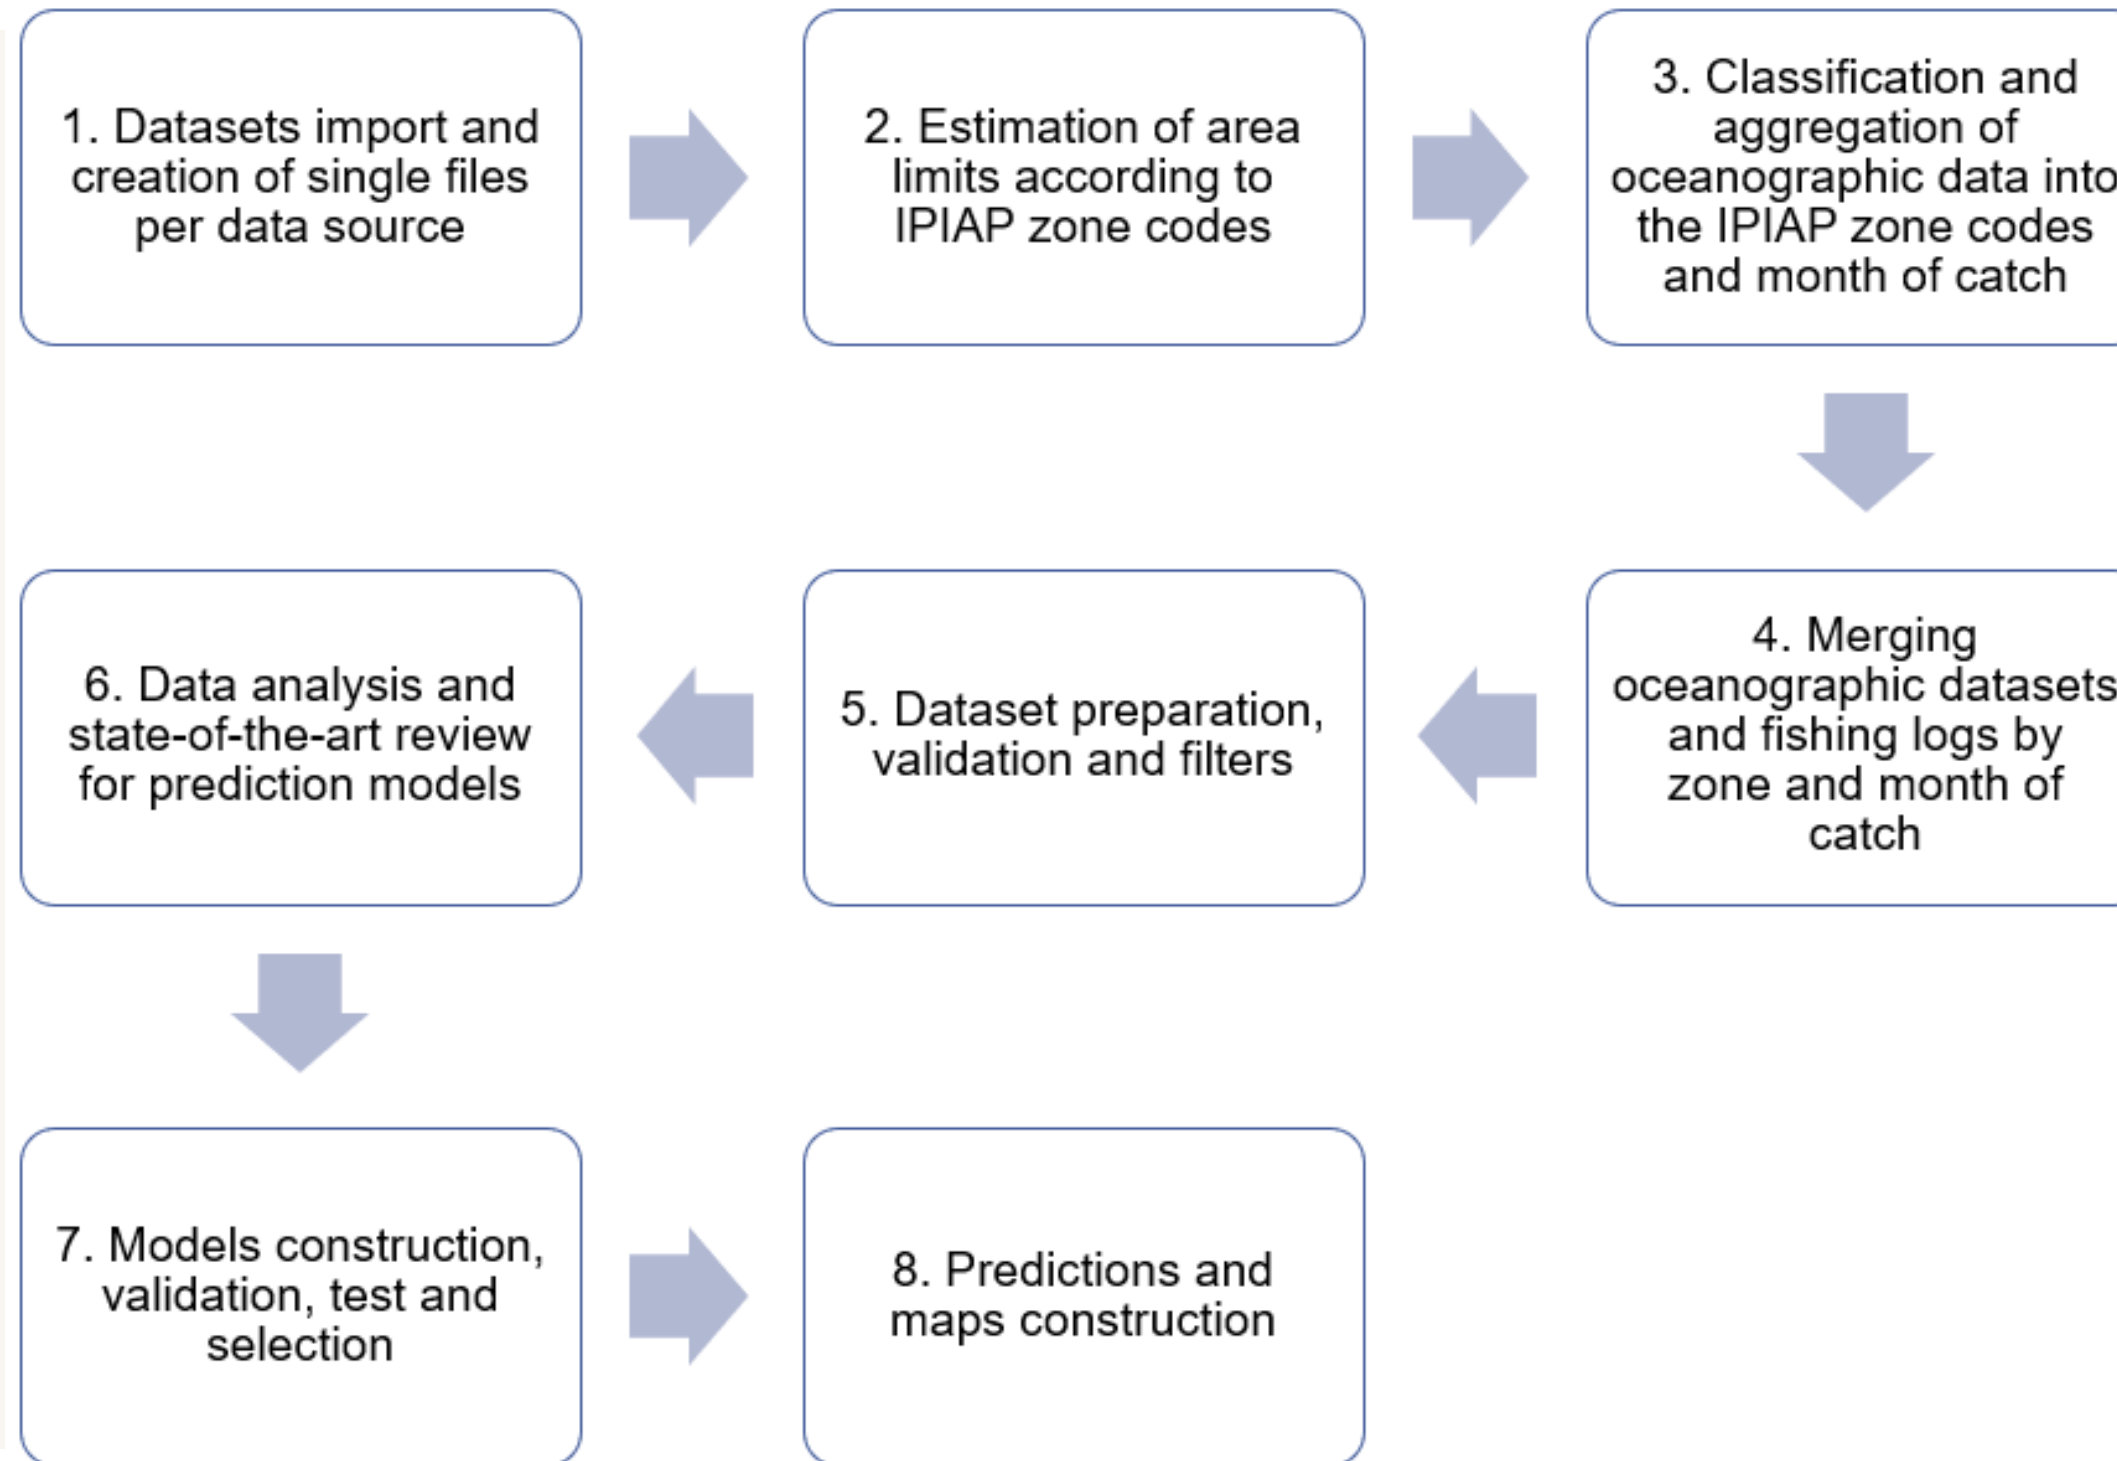 1. Datasets import and
creation of single files
per data source
2. Estimation of area
limits according to
IPIAP zone codes
3. Classification and
aggregation of
oceanographic data into
the IPIAP zone codes
and month of catch
4. Merging
oceanographic datasets
and fishing logs by
zone and month of
catch
5. Dataset preparation,
validation and filters
6. Data analysis and
state-of-the-art review
for prediction models
7. Models construction,
validation, test and
selection
8. Predictions and
maps construction